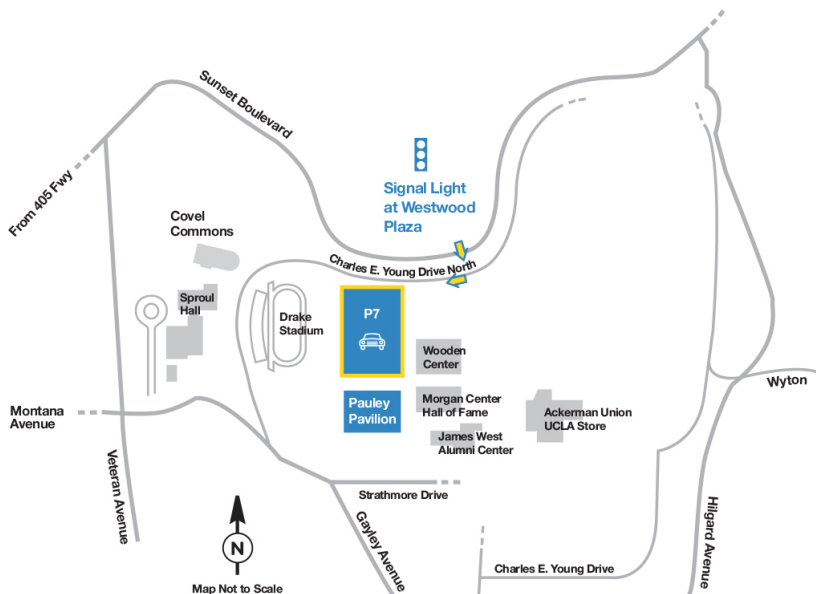 Sunset Boulevard
From 405 Fwy
Signal Light
at Westwood
Plaza
Covel
Commons
Charles E. Young Drive North
Sproul
Hall
Drake
Stadium
P7
Wooden
Center
Wyton
Montana
Avenue
Pauley
Pavilion
Morgan Center
Hall of Fame
Ackerman Union
UCLA Store
James West
Alumni Center
Veteran Avenue
Strathmore Drive
Gayley Avenue
Hilgard Avenue
N
Charles E. Young Drive
Map Not to Scale